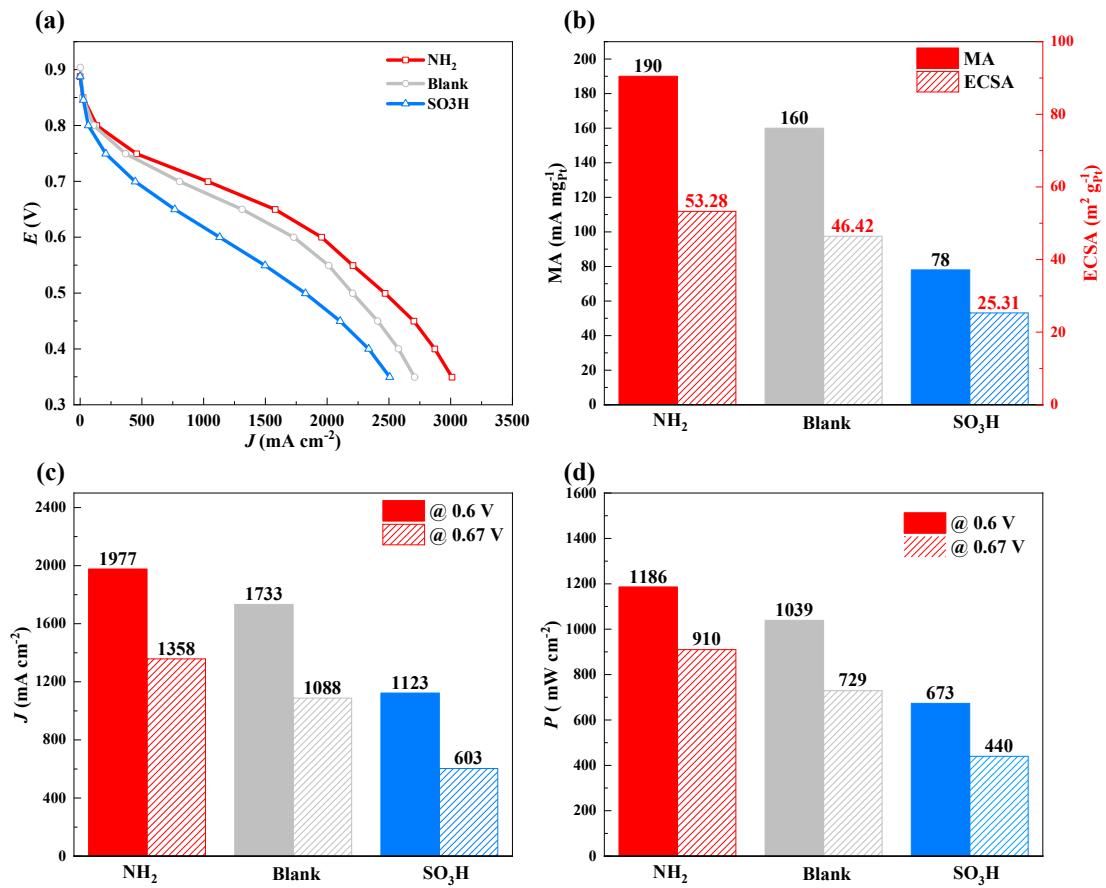 (a)
NH₂
Blank
SO3H
0.9
0.8
0.7
0.6
0.5
0.4
0.3
E (V)
0 500 1000 1500 2000 2500 3000 3500
J (mA cm⁻²)
(b)
MA
ECSA
200
180
160
140
120
100
80
60
40
20
0
MA (mA mg⁻¹Pt)
190
53.28
160
46.42
78
25.31
100
80
60
40
20
0
ECSA (m² g⁻¹Pt)
NH₂ Blank SO₃H
(c)
@ 0.6 V
@ 0.67 V
2400
2000
1600
1200
800
400
0
J (mA cm⁻²)
1977
1358
1733
1088
1123
603
NH₂ Blank SO₃H
(d)
@ 0.6 V
@ 0.67 V
1600
1400
1200
1000
800
600
400
200
0
P ( mW cm⁻²)
1186
910
1039
729
673
440
NH₂ Blank SO₃H